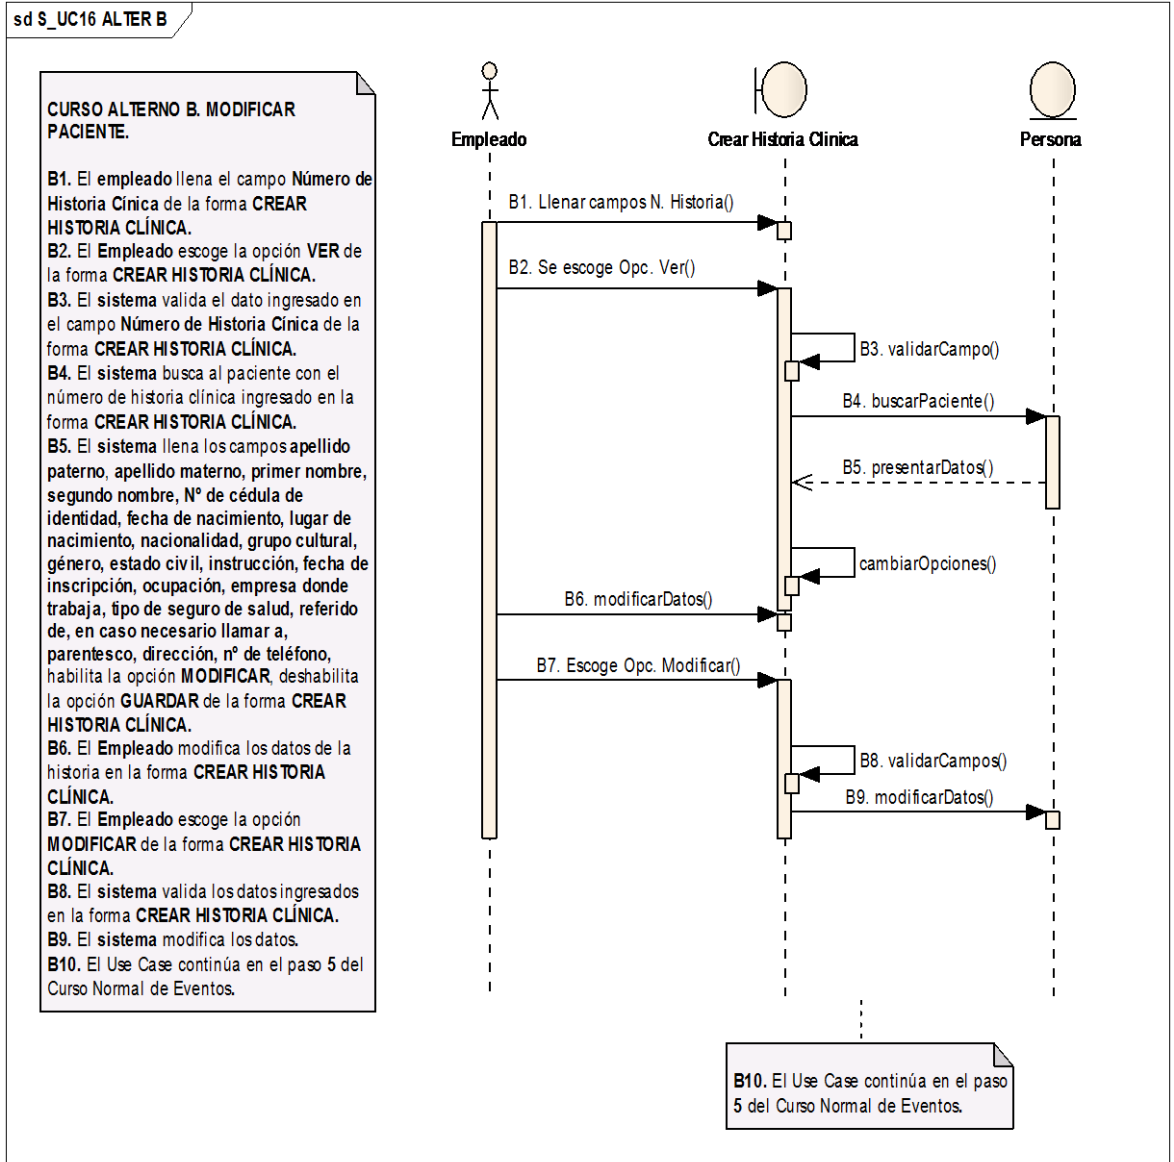 sd S_UC16 ALTER B
CURSO ALTERNO B. MODIFICAR
PACIENTE.
B1. El empleado llena el campo Número de
Historia Cínica de la forma CREAR
HISTORIA CLÍNICA.
B2. El Empleado escoge la opción VER de
la forma CREAR HISTORIA CLÍNICA.
B3. El sistema valida el dato ingresado en
el campo Número de Historia Cínica de la
forma CREAR HISTORIA CLÍNICA.
B4. El sistema busca al paciente con el
número de historia clínica ingresado en la
forma CREAR HISTORIA CLÍNICA.
B5. El sistema llena los campos apellido
paterno, apellido materno, primer nombre,
segundo nombre, Nº de cédula de
identidad, fecha de nacimiento, lugar de
nacimiento, nacionalidad, grupo cultural,
género, estado civil, instrucción, fecha de
inscripción, ocupación, empresa donde
trabaja, tipo de seguro de salud, referido
de, en caso necesario llamar a,
parentesco, dirección, nº de teléfono,
habilita la opción MODIFICAR, deshabilita
la opción GUARDAR de la forma CREAR
HISTORIA CLÍNICA.
B6. El Empleado modifica los datos de la
historia en la forma CREAR HISTORIA
CLÍNICA.
B7. El Empleado escoge la opción
MODIFICAR de la forma CREAR HISTORIA
CLÍNICA.
B8. El sistema valida los datos ingresados
en la forma CREAR HISTORIA CLÍNICA.
B9. El sistema modifica los datos.
B10. El Use Case continúa en el paso 5 del
Curso Normal de Eventos.
Empleado
Crear Historia Clinica
Persona
B1. Llenar campos N. Historia()
B2. Se escoge Opc. Ver()
B3. validarCampo()
B4. buscarPaciente()
B5. presentarDatos()
cambiarOpciones()
B6. modificarDatos()
B7. Escoge Opc. Modificar()
B8. validarCampos()
B9. modificarDatos()
B10. El Use Case continúa en el paso
5 del Curso Normal de Eventos.